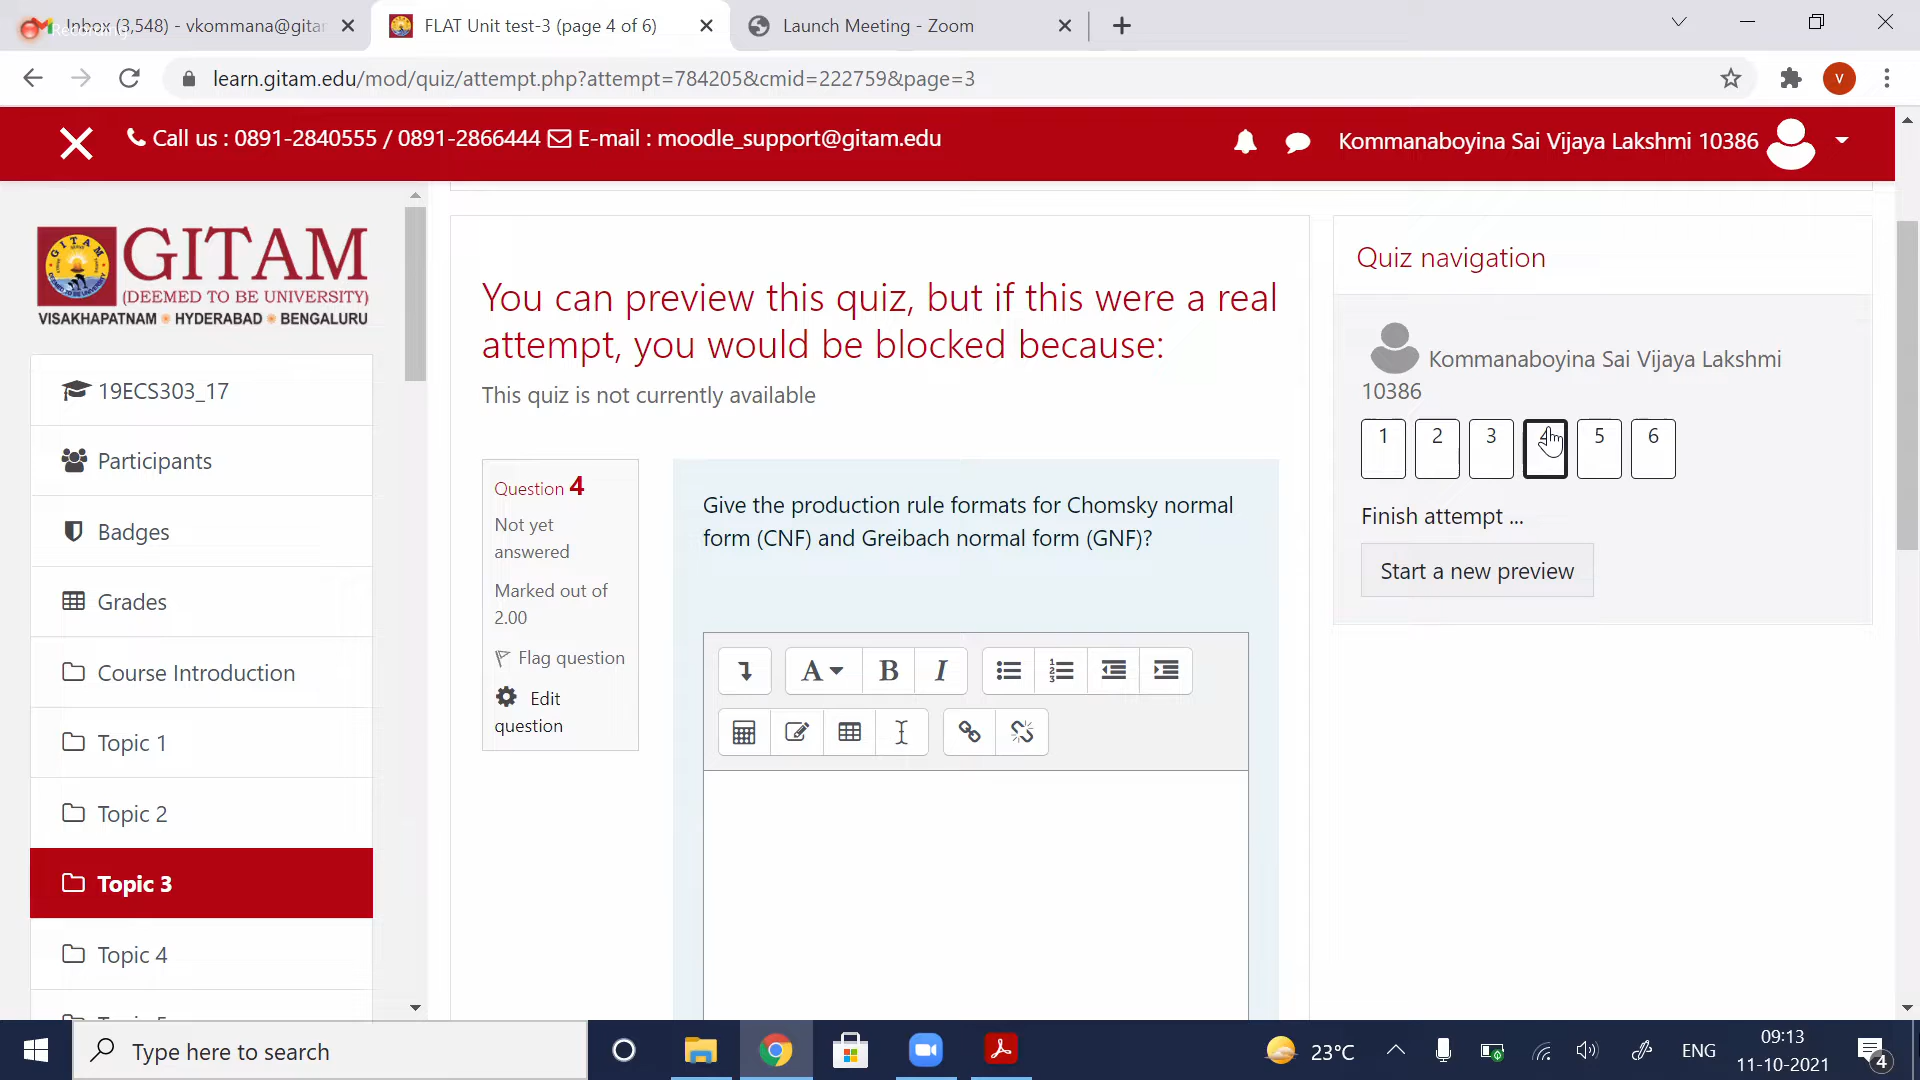 Inbox (3,548) - vkommana@gitar
FLAT Unit test-3 (page 4 of 6)
Launch Meeting - Zoom
Recording
learn.gitam.edu/mod/quiz/attempt.php?attempt=784205&cmid=222759&page=3
V
Call us : 0891-2840555 / 0891-2866444 E-mail : moodle_support@gitam.edu
Kommanaboyina Sai Vijaya Lakshmi 10386
GITAM
GITAM
(DEEMED TO BE UNIVERSITY)
VISAKHAPATNAM HYDERABAD BENGALURU
19ECS303_17
Participants
Badges
Grades
Course Introduction
Topic 1
Topic 2
Topic 3
Topic 4
You can preview this quiz, but if this were a real
attempt, you would be blocked because:
This quiz is not currently available
Question 4
Not yet
answered
Marked out of
2.00
Flag question
Edit
question
Give the production rule formats for Chomsky normal
form (CNF) and Greibach normal form (GNF)?
A B I
Quiz navigation
Kommanaboyina Sai Vijaya Lakshmi
10386
1 2 3 4 5 6
Finish attempt ...
Start a new preview
Type here to search
23°C
ENG
09:13
11-10-2021
4